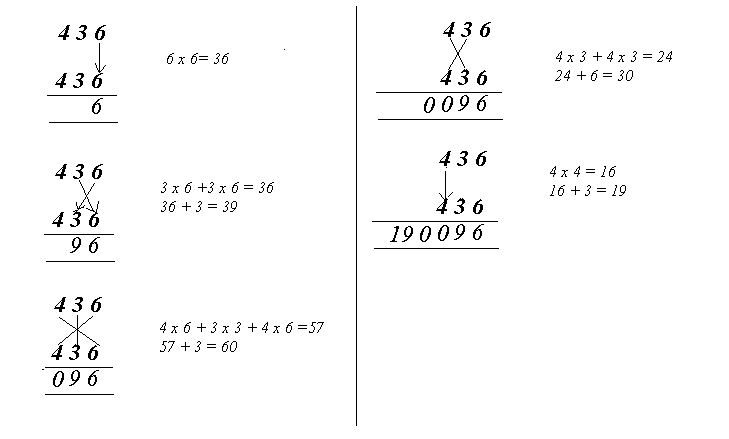 4 3 6
4 3 6
6
6 x 6= 36
4 3 6
4 3 6
9 6
3 x 6 +3 x 6 = 36
36 + 3 = 39
4 3 6
4 3 6
0 9 6
4 x 6 + 3 x 3 + 4 x 6 =57
57 + 3 = 60
4 3 6
4 3 6
0 0 9 6
4 x 3 + 4 x 3 = 24
24 + 6 = 30
4 3 6
4 3 6
19 0 0 9 6
4 x 4 = 16
16 + 3 = 19